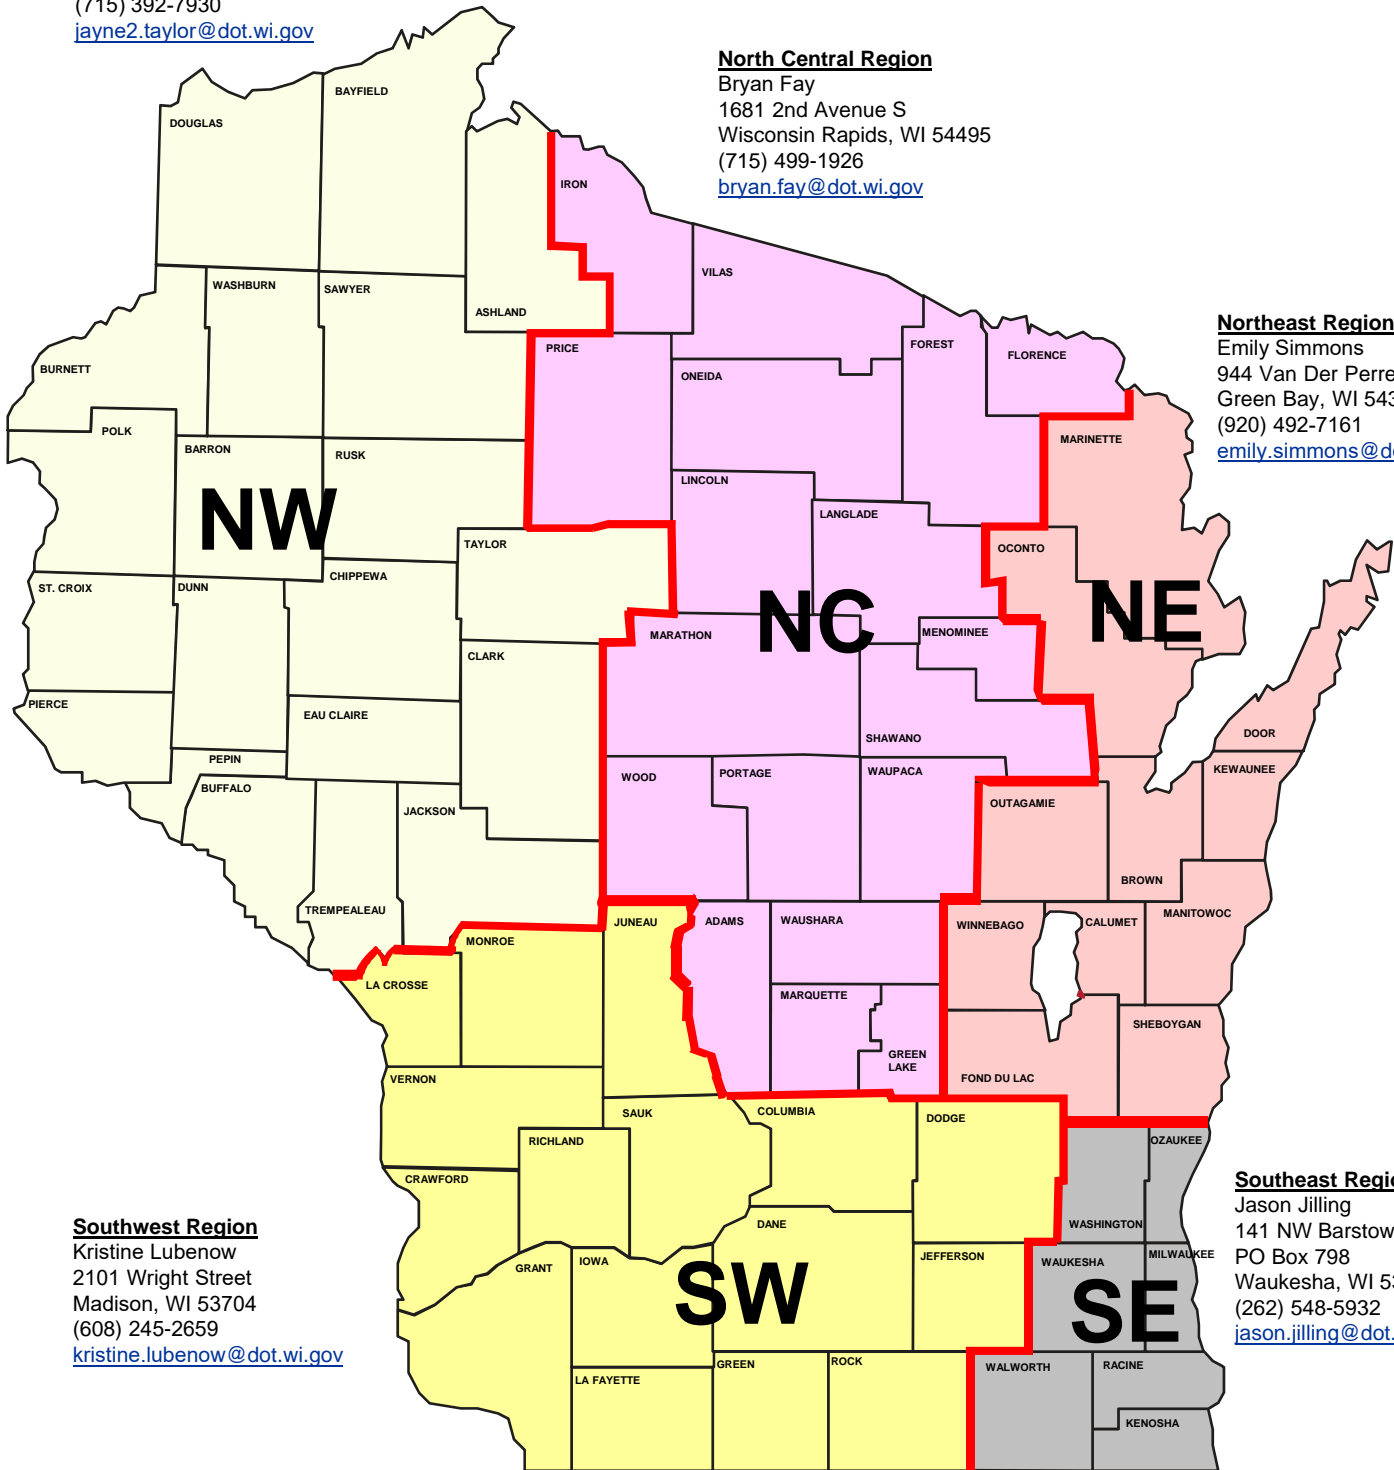 (715) 392-7930
jayne2.taylor@dot.wi.gov
North Central Region
Bryan Fay
1681 2nd Avenue S
Wisconsin Rapids, WI 54495
(715) 499-1926
bryan.fay@dot.wi.gov
Northeast Region
Emily Simmons
944 Van Der Perre
Green Bay, WI 543
(920) 492-7161
emily.simmons@d
Southwest Region
Kristine Lubenow
2101 Wright Street
Madison, WI 53704
(608) 245-2659
kristine.lubenow@dot.wi.gov
Southeast Regio
Jason Jilling
141 NW Barstow
PO Box 798
Waukesha, WI 53
(262) 548-5932
jason.jilling@dot.
BAYFIELD
DOUGLAS
IRON
VILAS
WASHBURN
SAWYER
ASHLAND
PRICE
FOREST
FLORENCE
BURNETT
ONEIDA
POLK
BARRON
RUSK
MARINETTE
LINCOLN
LANGLADE
NW
TAYLOR
OCONTO
ST. CROIX
DUNN
CHIPPEWA
NC
NE
MARATHON
MENOMINEE
CLARK
PIERCE
EAU CLAIRE
SHAWANO
DOOR
PEPIN
WOOD
PORTAGE
WAUPACA
KEWAUNEE
BUFFALO
JACKSON
OUTAGAMIE
BROWN
TREMPEALEAU
JUNEAU
ADAMS
WAUSHARA
WINNEBAGO
CALUMET
MANITOWOC
MONROE
LA CROSSE
MARQUETTE
SHEBOYGAN
GREEN
LAKE
VERNON
FOND DU LAC
SAUK
COLUMBIA
DODGE
RICHLAND
OZAUKEE
CRAWFORD
DANE
WASHINGTON
GRANT
IOWA
JEFFERSON
WAUKESHA
MILWAUKEE
SW
SE
GREEN
ROCK
WALWORTH
RACINE
LA FAYETTE
KENOSHA